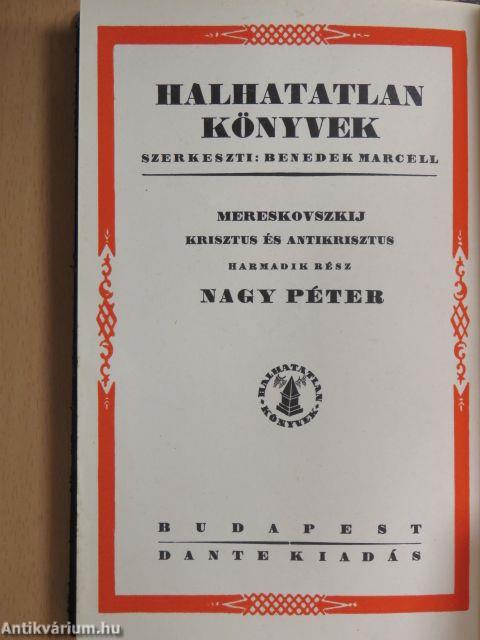 HALHATATLAN
KÖNYVEK
SZERKESZTI: BENEDEK MARCELL
MERESKOVSZKIJ
KRISZTUS ÉS ANTIKRISZTUS
HARMADIK RÉSZ
NAGY PÉTER
HALHATATLAN
KÖNYVEK
BUDAPEST
DANTE KIADÁS
Antikvárium.hu